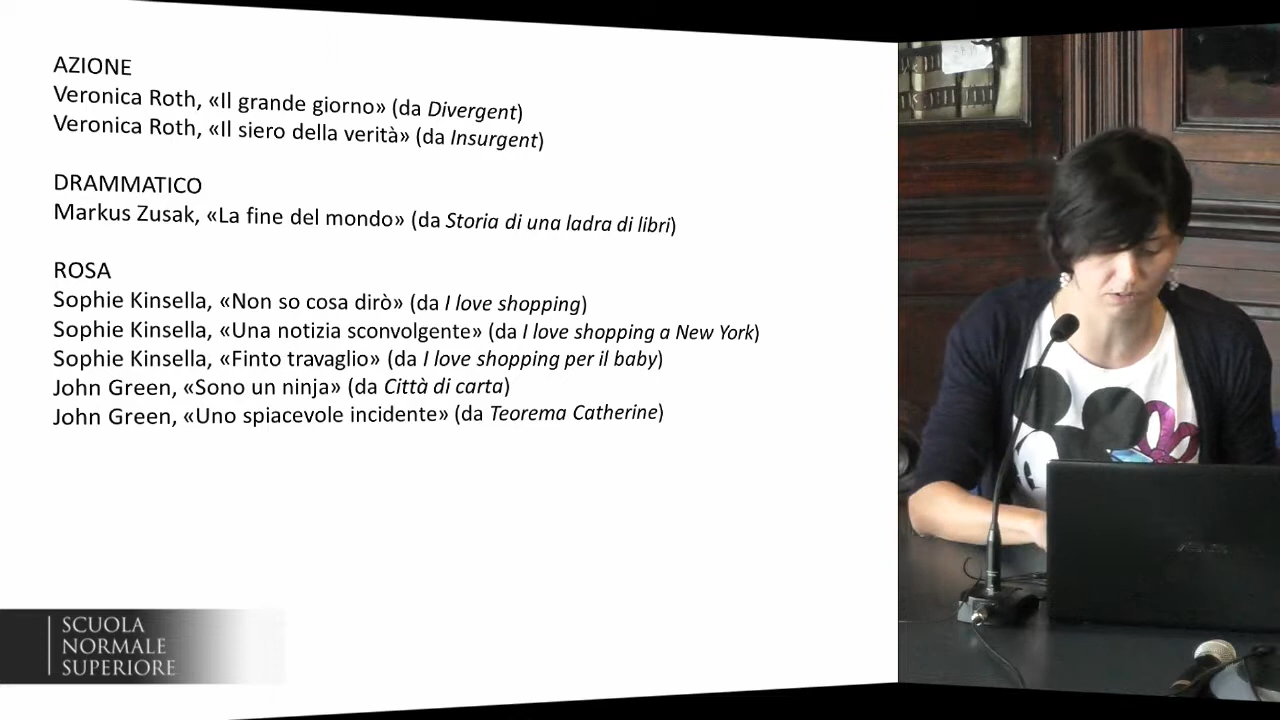 AZIONE
Veronica Roth, «Il grande giorno» (da Divergent)
Veronica Roth, «Il siero della verità» (da Insurgent)
DRAMMATICO
Markus Zusak, «La fine del mondo» (da Storia di una ladra di libri)
ROSA
Sophie Kinsella, «Non so cosa dirò» (da I love shopping)
Sophie Kinsella, «Una notizia sconvolgente» (da I love shopping a New York)
Sophie Kinsella, «Finto travaglio» (da I love shopping per il baby)
John Green, «Sono un ninja» (da Città di carta)
John Green, «Uno spiacevole incidente» (da Teorema Catherine)
SCUOLA
NORMALE
SUPERIORE